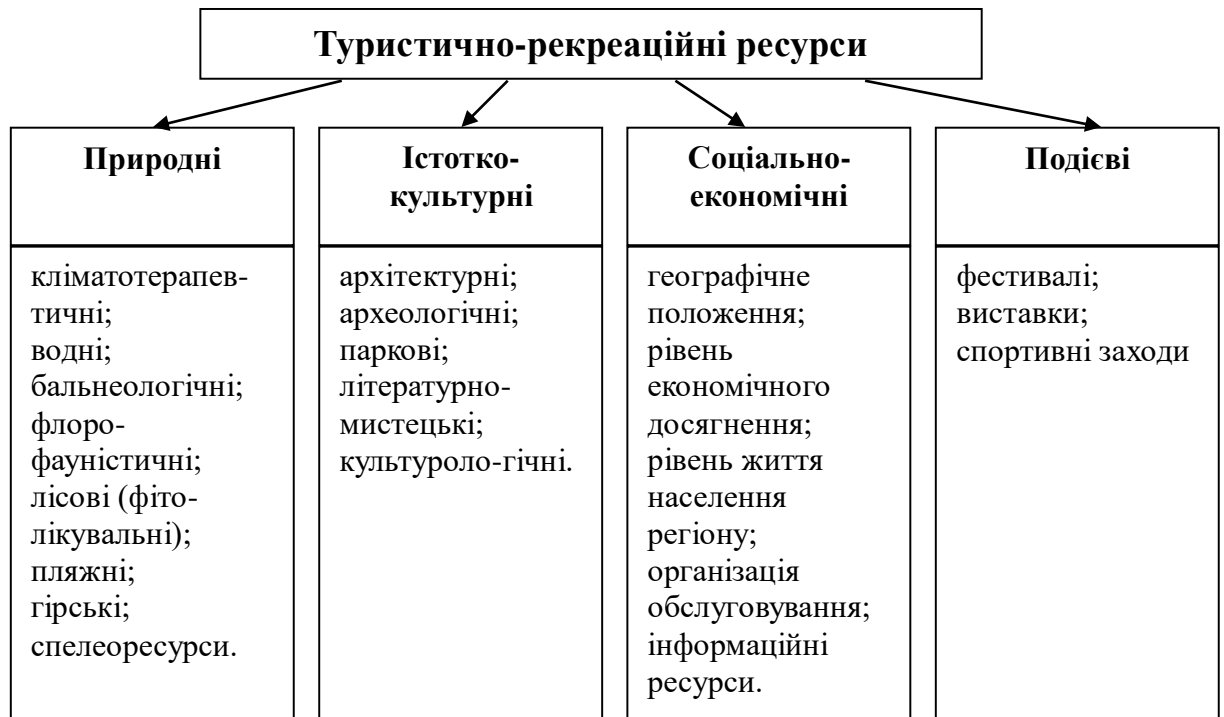 Туристично-рекреаційні ресурси
Природні
кліматотерапев-
тичні;
водні;
бальнеологічні;
флоро-
фауністичні;
лісові (фіто-
лікувальні);
пляжні;
гірські;
спелеоресурси.
Істотко-
культурні
архітектурні;
археологічні;
паркові;
літературно-
мистецькі;
культуроло-гічні.
Соціально-
економічні
географічне
положення;
рівень
економічного
досягнення;
рівень життя
населення
регіону;
організація
обслуговування;
інформаційні
ресурси.
Подієві
фестивалі;
виставки;
спортивні заходи